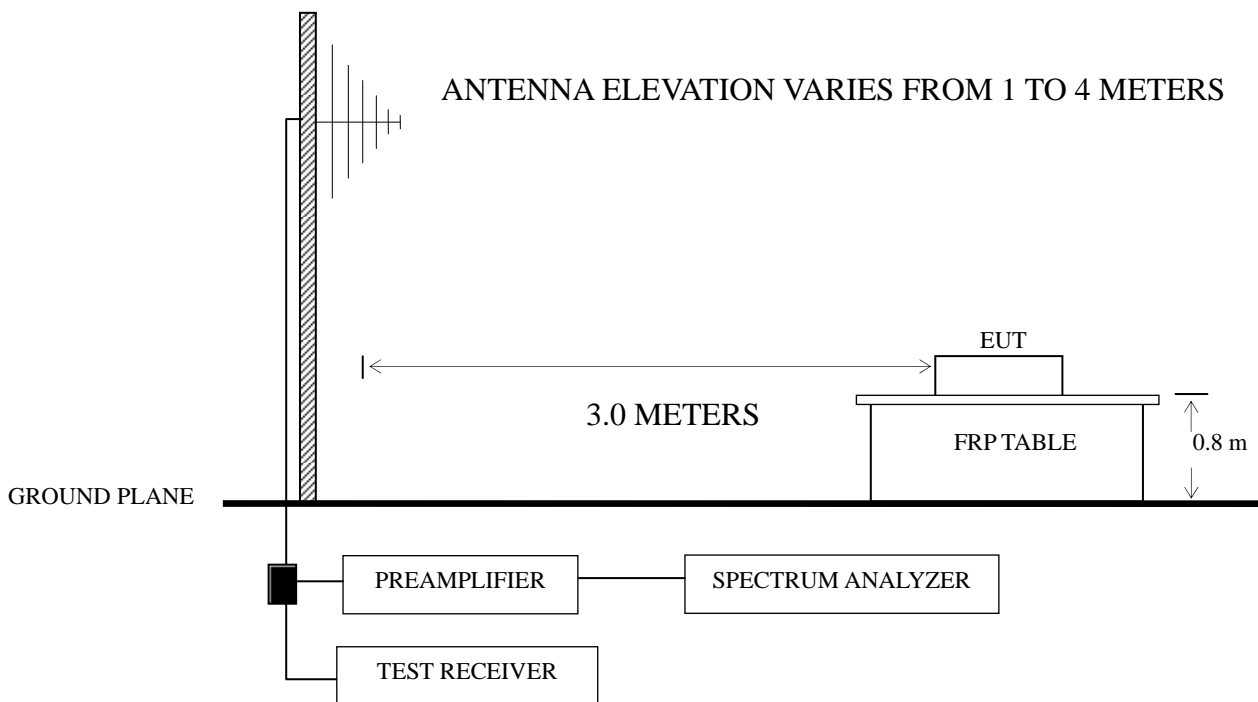 ANTENNA ELEVATION VARIES FROM 1 TO 4 METERS
EUT
3.0 METERS
FRP TABLE
0.8 m
GROUND PLANE
PREAMPLIFIER
SPECTRUM ANALYZER
TEST RECEIVER